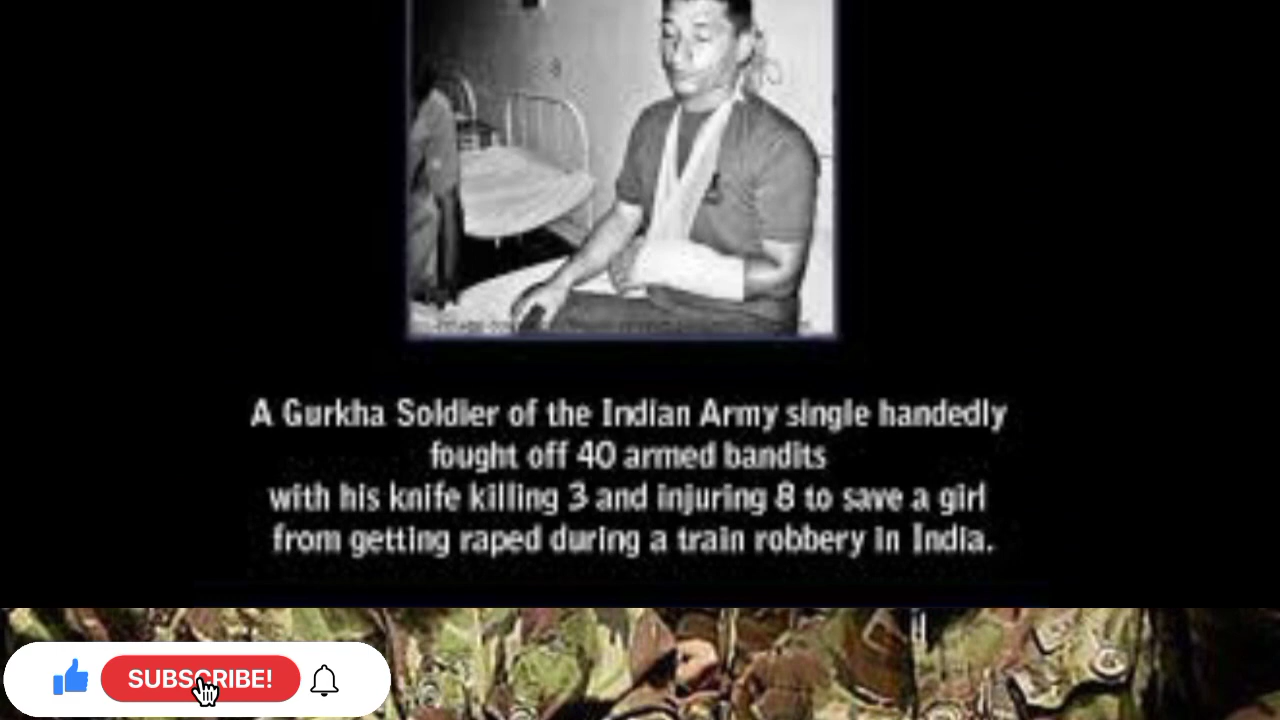 A Gurkha Soldier of the Indian Army single handedly
fought off 40 armed bandits
with his knife killing 3 and injuring 8 to save a girl
from getting raped during a train robbery in India.
SUBSCRIBE!